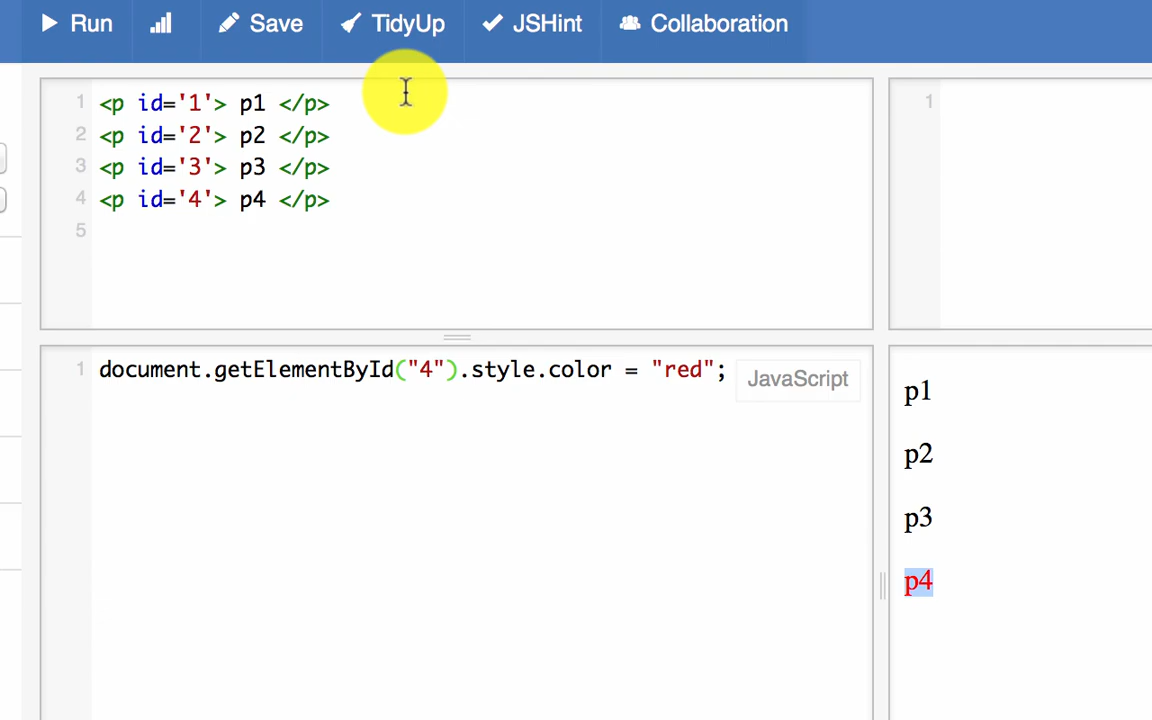 Run Save TidyUp JSHint Collaboration
1 <p id='1'> p1 </p>
2 <p id='2'> p2 </p>
3 <p id='3'> p3 </p>
4 <p id='4'> p4 </p>
5
1
1 document.getElementById("4").style.color = "red";
JavaScript
p1
p2
p3
p4